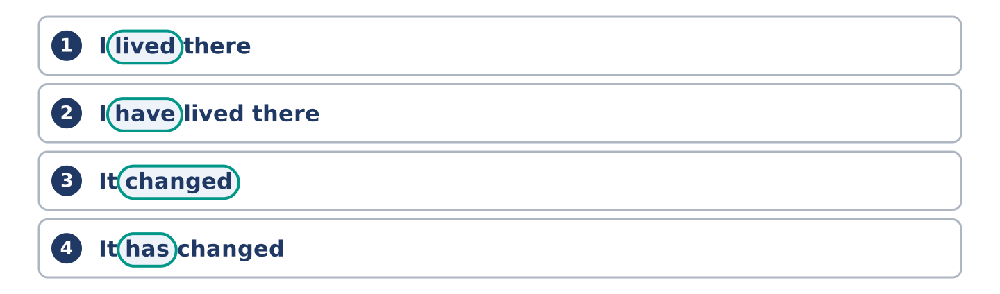 1 I lived there
2 I have lived there
3 It changed
4 It has changed